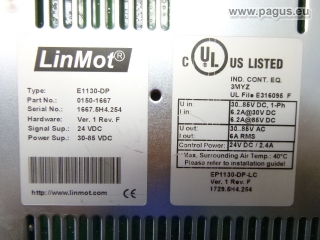 © www.pagus.eu
LinMot®
Type: E1130-DP
Part No.: 0150-1667
Serial No.: 1667.5H4.254
Hardware: Ver. 1 Rev. F
Signal Sup.: 24 VDC
Power Sup.: 30-85 VDC
http://www.linmot.com
C UL US LISTED
IND. CONT. EQ.
3MYZ
UL File E316095 F
U in 30..85V DC, 1-Ph
I in: 6.2A@30V DC
I in 6.2A@85V DC
U out: 30..85V AC
I out: 6A RMS
Control Power: 24V DC / 2.4A
Max. Surrounding Air Temp.: 40°C
Please refer to installation guide!
EP1130-DP-LC
Ver. 1 Rev. F
1729.5H4.254